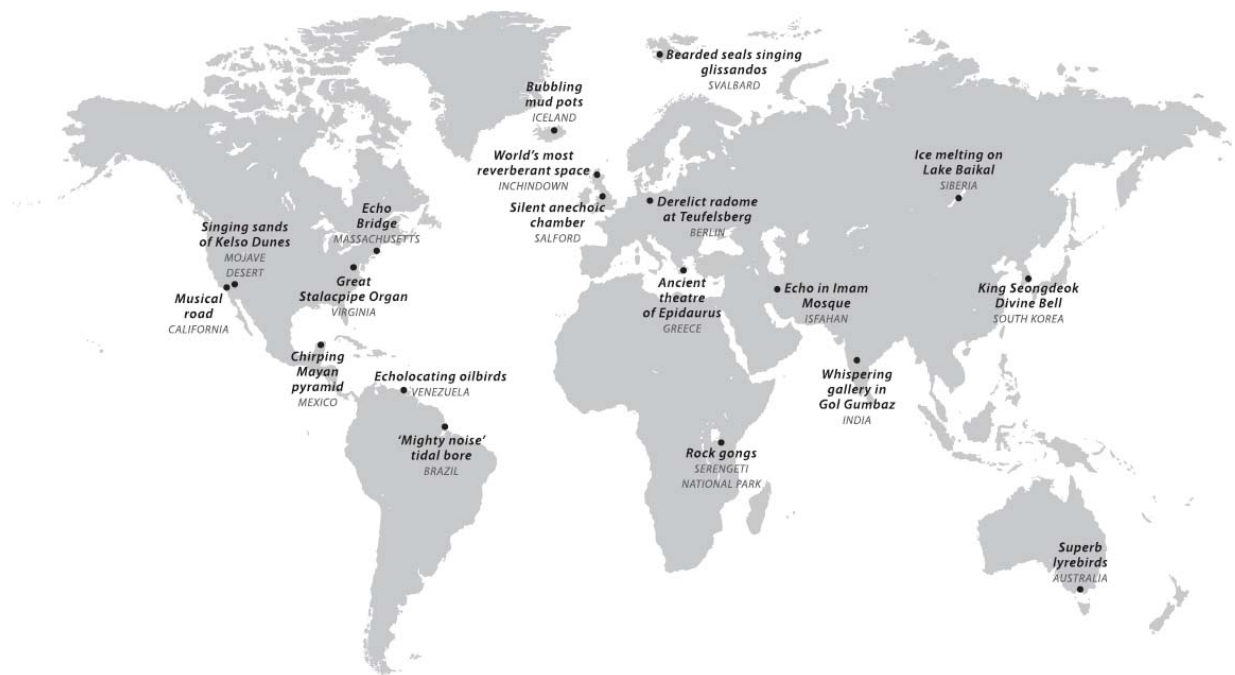 Bearded seals singing
glissandos
SVALBARD
Bubbling
mud pots
ICELAND
World's most
reverberant space
INCHINDOWN
Silent anechoic
chamber
SALFORD
Derelict radome
at Teufelsberg
BERLIN
Ice melting on
Lake Baikal
SIBERIA
Echo
Bridge
MASSACHUSETTS
Singing sands
of Kelso Dunes
MOJAVE
DESERT
Great
Stalacpipe Organ
VIRGINIA
Musical
road
CALIFORNIA
Ancient
theatre
of Epidaurus
GREECE
Echo in Imam
Mosque
ISFAHAN
King Seongdeok
Divine Bell
SOUTH KOREA
Chirping
Mayan
pyramid
MEXICO
Echolocating oilbirds
VENEZUELA
Whispering
gallery in
Gol Gumbaz
INDIA
'Mighty noise'
tidal bore
BRAZIL
Rock gongs
SERENGETI
NATIONAL PARK
Superb
lyrebirds
AUSTRALIA